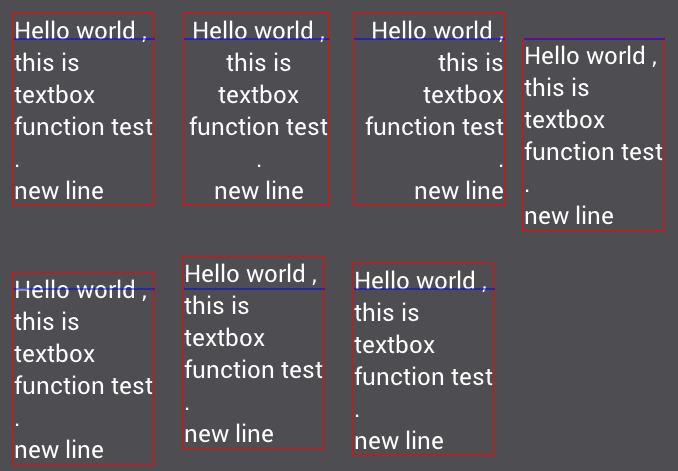 Hello world ,
this is
textbox
function test
.
new line
Hello world ,
this is
textbox
function test
.
new line
Hello world ,
this is
textbox
function test
.
new line
Hello world ,
this is
textbox
function test
.
new line
Hello world ,
this is
textbox
function test
.
new line
Hello world ,
this is
textbox
function test
.
new line
Hello world ,
this is
textbox
function test
.
new line